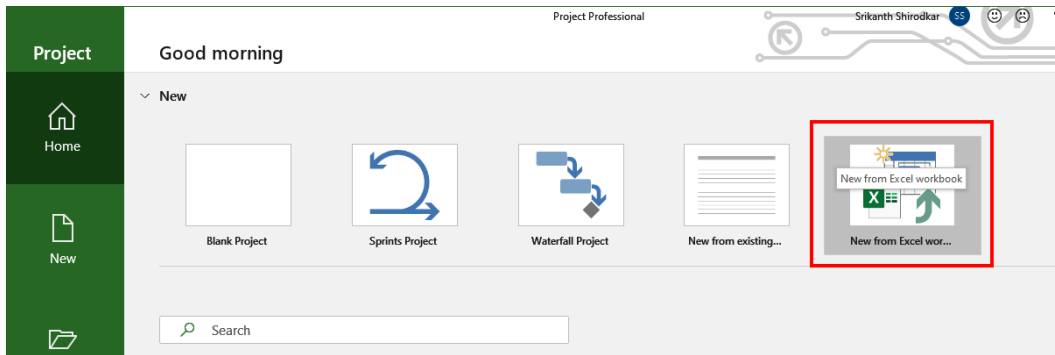 Project Professional
Srikanth Shirodkar SS
Project
Good morning
New
Home
New from Excel workbook
X
Blank Project
Sprints Project
Waterfall Project
New from existing...
New from Excel wor...
New
Search